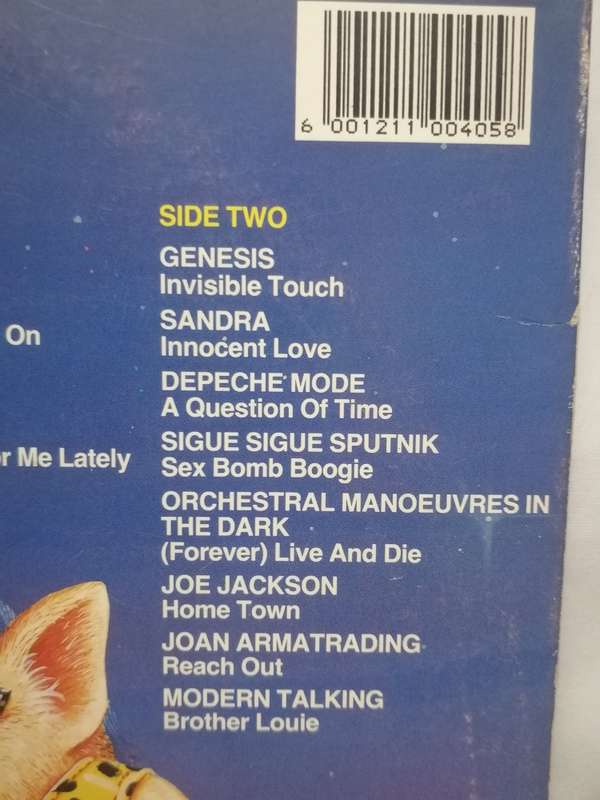 6 001211 004058
SIDE TWO
GENESIS
Invisible Touch
SANDRA
Innocent Love
DEPECHE MODE
A Question Of Time
SIGUE SIGUE SPUTNIK
Sex Bomb Boogie
ORCHESTRAL MANOEUVRES IN
THE DARK
(Forever) Live And Die
JOE JACKSON
Home Town
JOAN ARMATRADING
Reach Out
MODERN TALKING
Brother Louie
On
r Me Lately